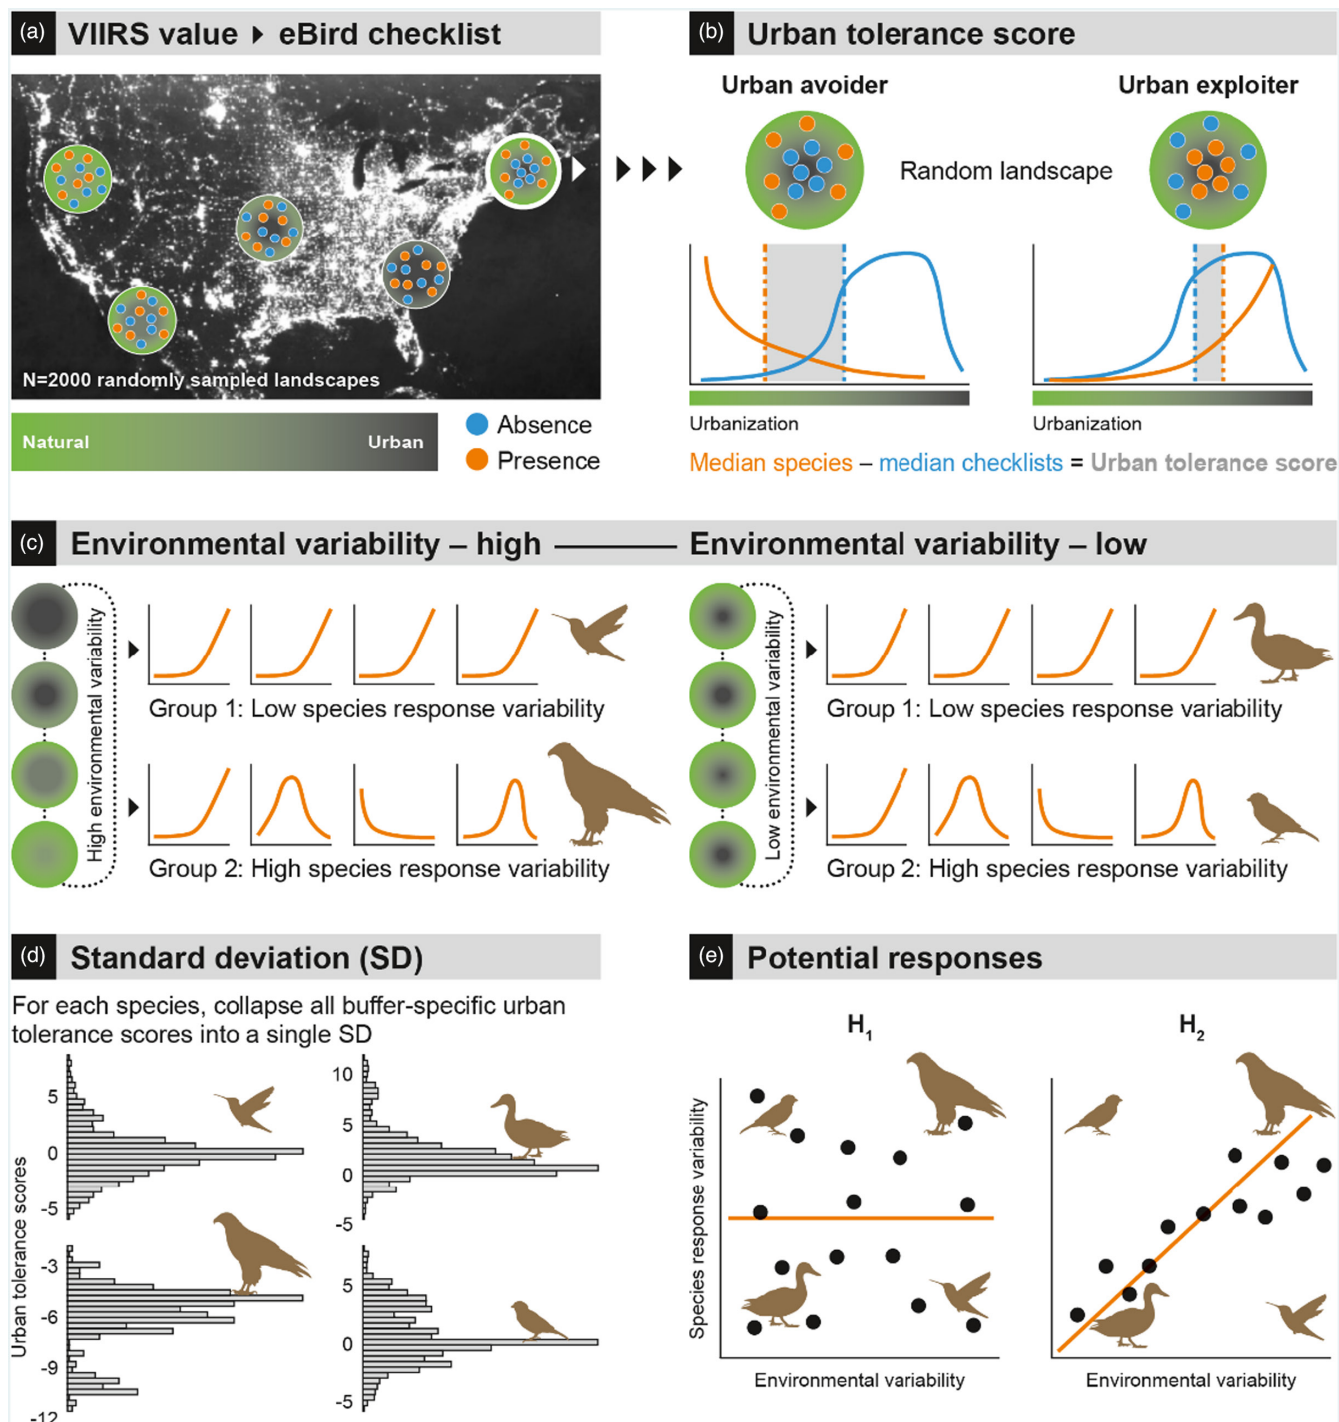 (a) VIIRS value ▸ eBird checklist
N=2000 randomly sampled landscapes
Natural
Urban
Absence
Presence
(b) Urban tolerance score
Urban avoider
Urban exploiter
Random landscape
Urbanization
Urbanization
Median species – median checklists = Urban tolerance score
(c) Environmental variability – high
Environmental variability – low
High environmental variability
Group 1: Low species response variability
Group 2: High species response variability
Low environmental variability
Group 1: Low species response variability
Group 2: High species response variability
(d) Standard deviation (SD)
For each species, collapse all buffer-specific urban
tolerance scores into a single SD
Urban tolerance scores
5
0
-5
10
5
0
-5
-3
-6
-9
-12
5
0
-5
(e) Potential responses
H1
H2
Species response variability
Environmental variability
Environmental variability